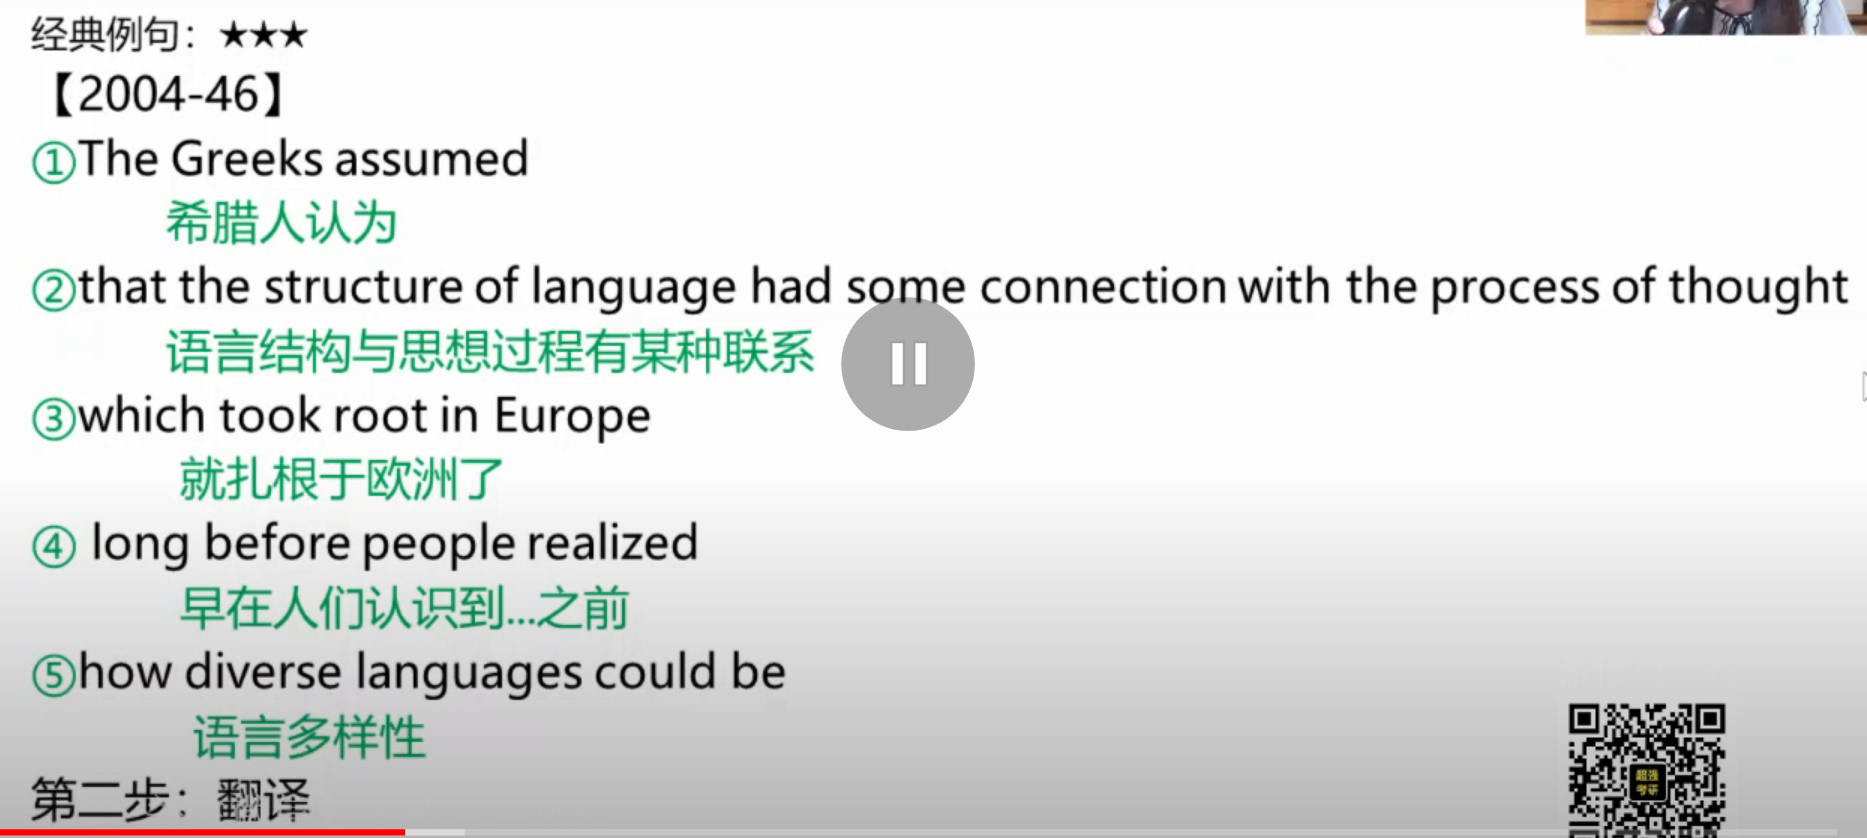 经典例句：★★★
【2004-46】
①The Greeks assumed
希腊人认为
②that the structure of language had some connection with the process of thought
语言结构与思想过程有某种联系
③which took root in Europe
就扎根于欧洲了
④ long before people realized
早在人们认识到...之前
⑤how diverse languages could be
语言多样性
第二步：翻译
超强
考研